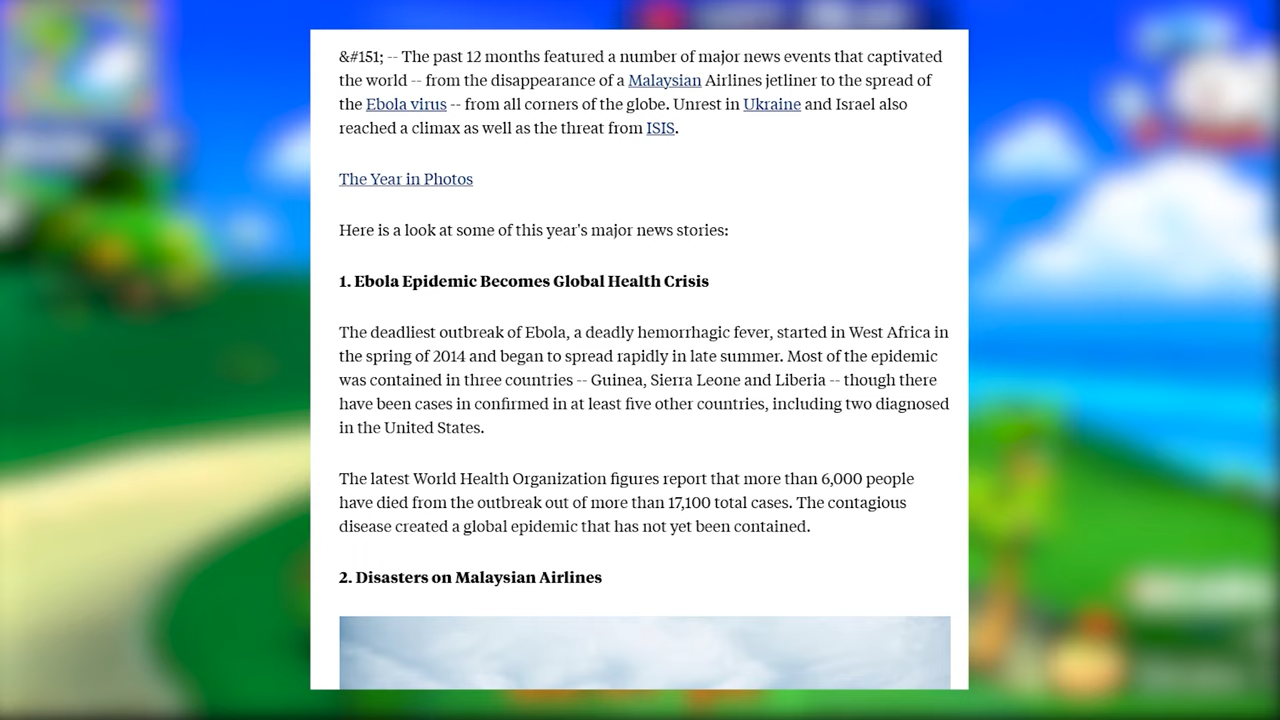 &#151; -- The past 12 months featured a number of major news events that captivated
the world -- from the disappearance of a Malaysian Airlines jetliner to the spread of
the Ebola virus -- from all corners of the globe. Unrest in Ukraine and Israel also
reached a climax as well as the threat from ISIS.
The Year in Photos
Here is a look at some of this year's major news stories:
1. Ebola Epidemic Becomes Global Health Crisis
The deadliest outbreak of Ebola, a deadly hemorrhagic fever, started in West Africa in
the spring of 2014 and began to spread rapidly in late summer. Most of the epidemic
was contained in three countries -- Guinea, Sierra Leone and Liberia -- though there
have been cases in confirmed in at least five other countries, including two diagnosed
in the United States.
The latest World Health Organization figures report that more than 6,000 people
have died from the outbreak out of more than 17,100 total cases. The contagious
disease created a global epidemic that has not yet been contained.
2. Disasters on Malaysian Airlines